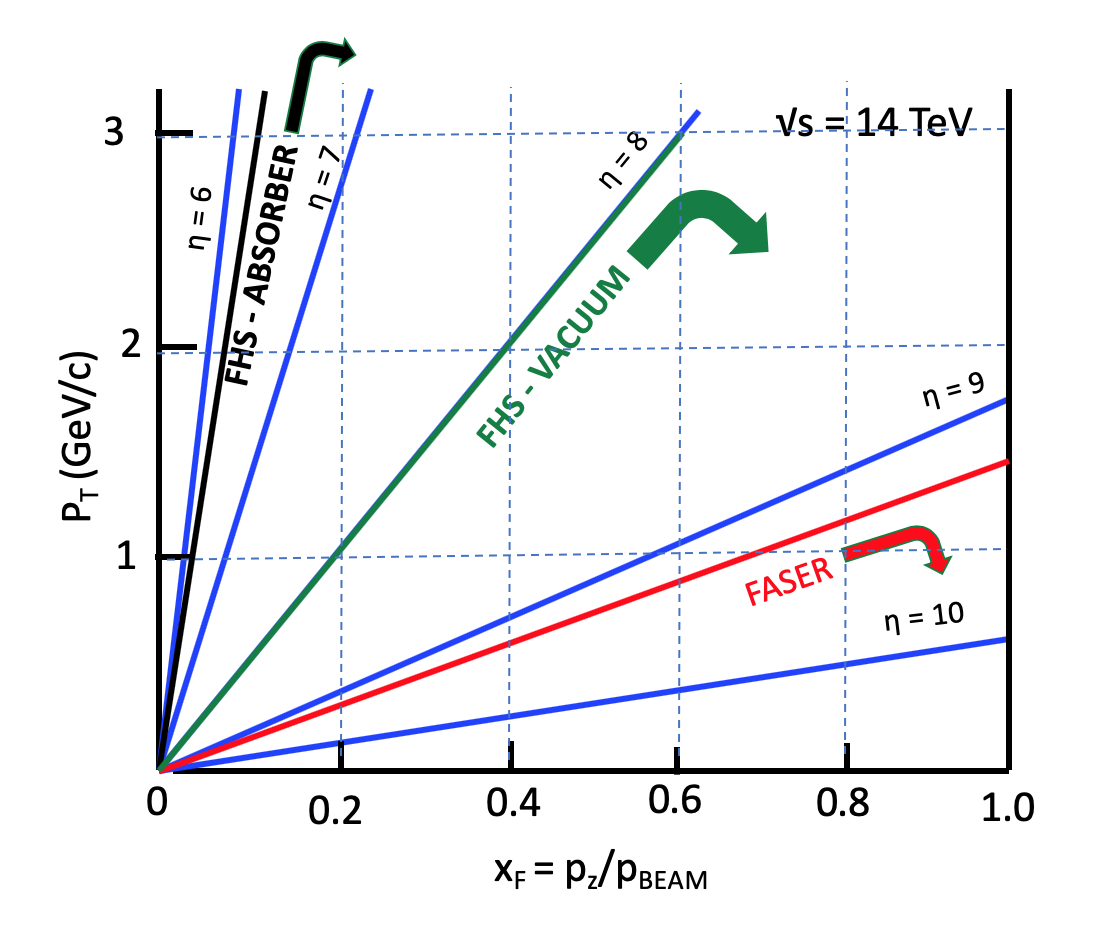 √s = 14 TeV
3
2
1
P_T (GeV/c)
η = 6
FHS - ABSORBER
η = 7
η = 8
FHS - VACUUM
η = 9
FASER
η = 10
0
0.2
0.4
0.6
0.8
1.0
x_F = p_z/p_BEAM